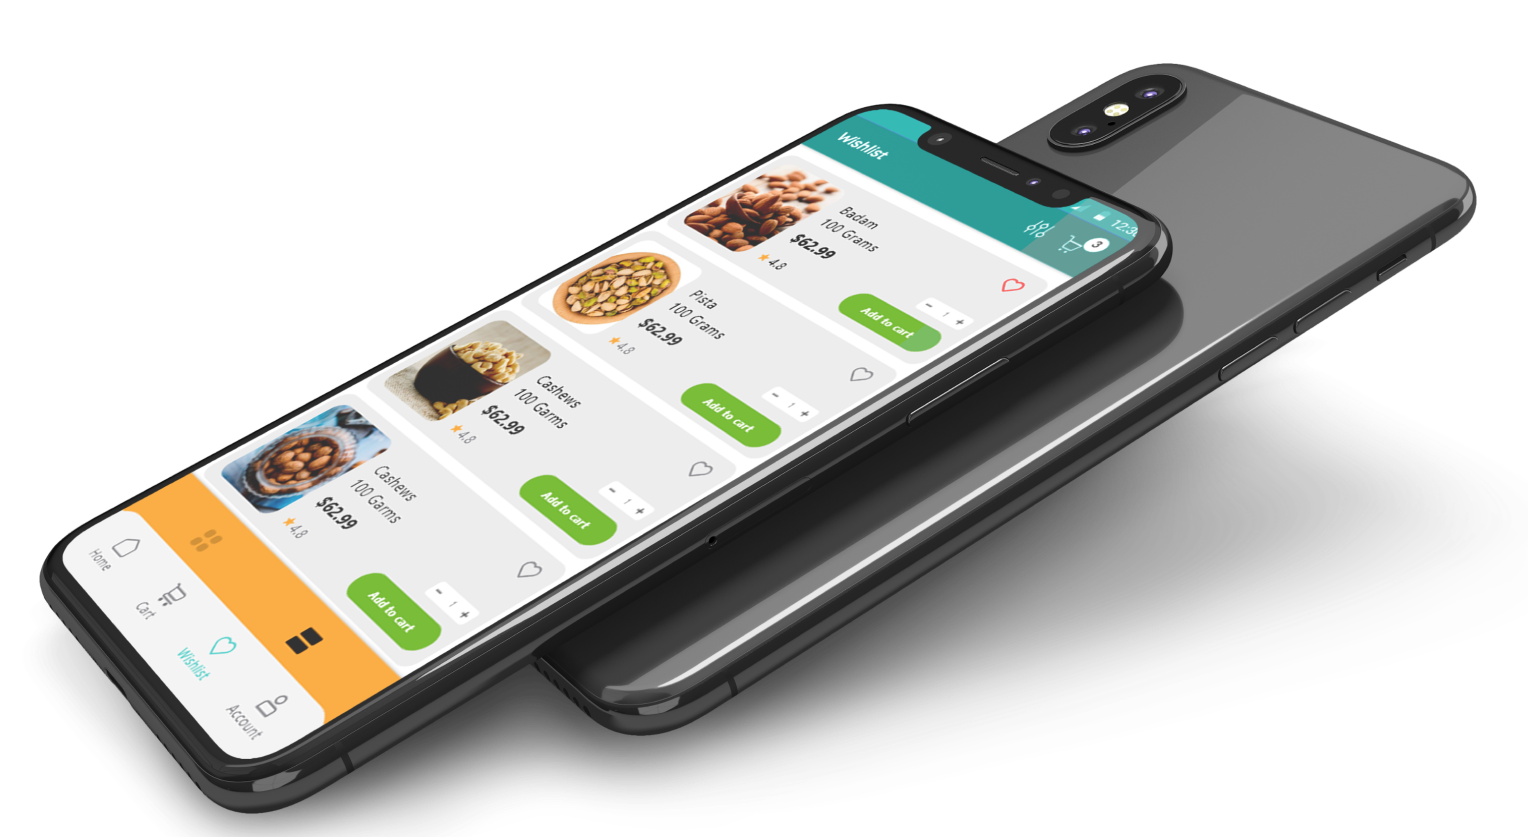 Wishlist
12:3
3
Badam
100 Grams
$62.99
4.8
- 1 +
Add to cart
Pista
100 Grams
$62.99
4.8
- 1 +
Add to cart
Cashews
100 Garms
$62.99
4.8
- 1 +
Add to cart
Cashews
100 Garms
$62.99
4.8
- 1 +
Add to cart
Home
Cart
Wishlist
Account